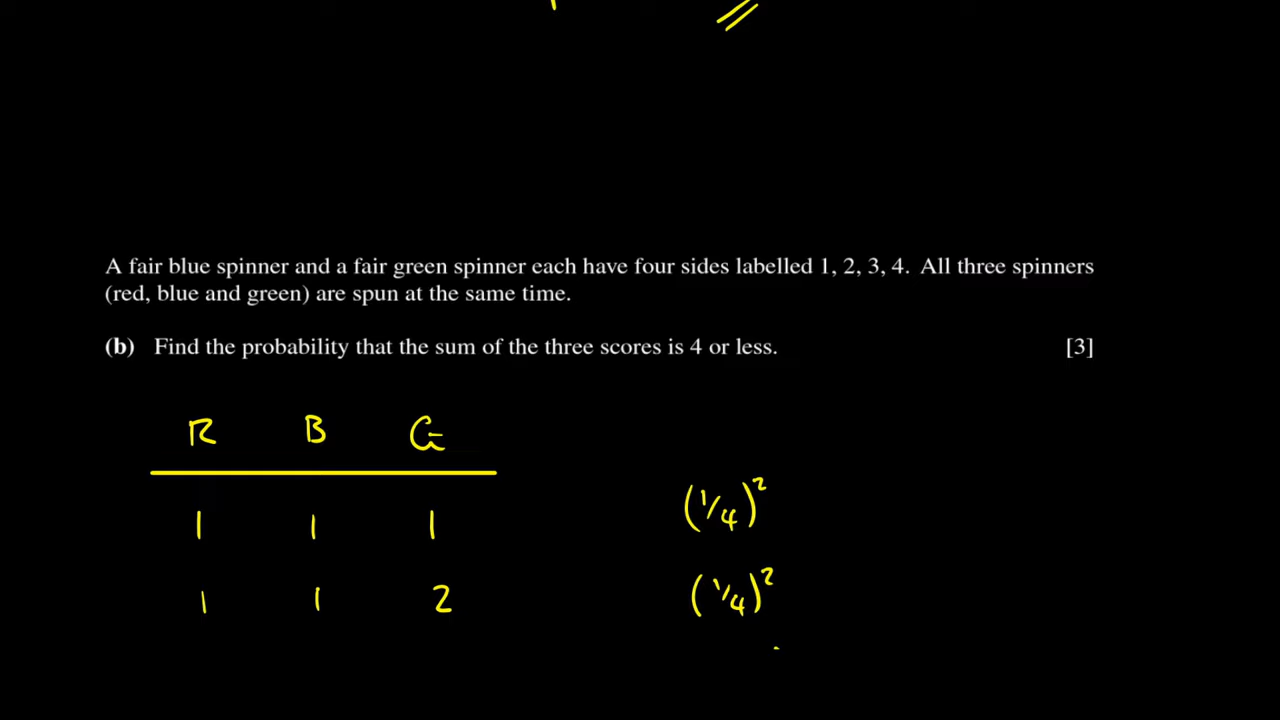 A fair blue spinner and a fair green spinner each have four sides labelled 1, 2, 3, 4. All three spinners
(red, blue and green) are spun at the same time.
(b) Find the probability that the sum of the three scores is 4 or less. [3]
R B G
1 1 1 (1/4)²
1 1 2 (1/4)²